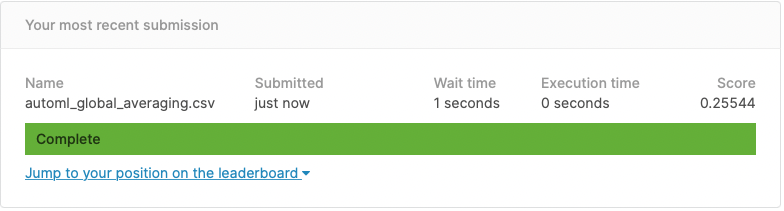 Your most recent submission
Name Submitted Wait time Execution time Score
automl_global_averaging.csv just now 1 seconds 0 seconds 0.25544
Complete
Jump to your position on the leaderboard